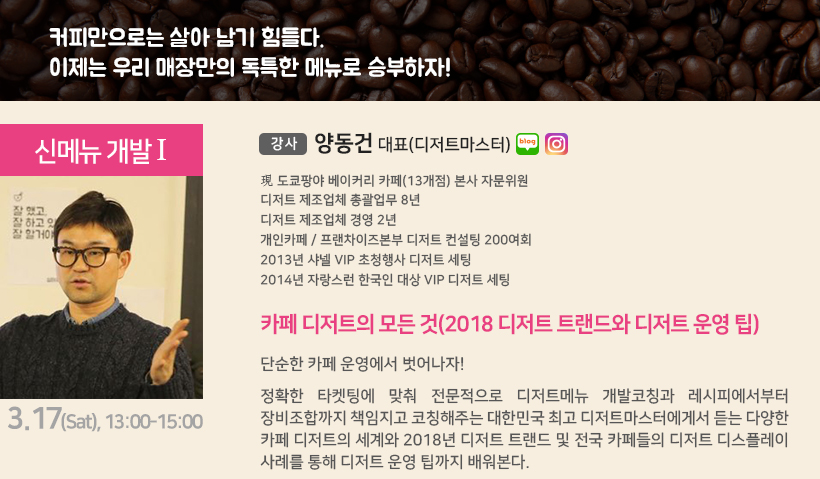 커피만으로는 살아 남기 힘들다.
이제는 우리 매장만의 독특한 메뉴로 승부하자!
신메뉴 개발 I
잘 했고,
잘 하고 있
잘 할거야
3.17(Sat), 13:00-15:00
강사 양동건 대표(디저트마스터) blog
現 도쿄팡야 베이커리 카페(13개점) 본사 자문위원
디저트 제조업체 총괄업무 8년
디저트 제조업체 경영 2년
개인카페 / 프랜차이즈본부 디저트 컨설팅 200여회
2013년 샤넬 VIP 초청행사 디저트 세팅
2014년 자랑스런 한국인 대상 VIP 디저트 세팅
카페 디저트의 모든 것(2018 디저트 트랜드와 디저트 운영 팁)
단순한 카페 운영에서 벗어나자!
정확한 타켓팅에 맞춰 전문적으로 디저트메뉴 개발코칭과 레시피에서부터
장비조합까지 책임지고 코칭해주는 대한민국 최고 디저트마스터에게서 듣는 다양한
카페 디저트의 세계와 2018년 디저트 트랜드 및 전국 카페들의 디저트 디스플레이
사례를 통해 디저트 운영 팁까지 배워본다.